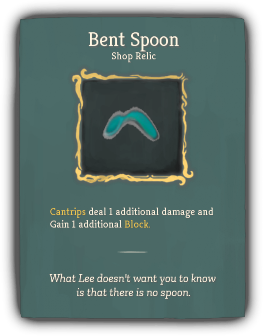 Bent Spoon
Shop Relic
Cantrips deal 1 additional damage and
Gain 1 additional Block.
What Lee doesn't want you to know
is that there is no spoon.